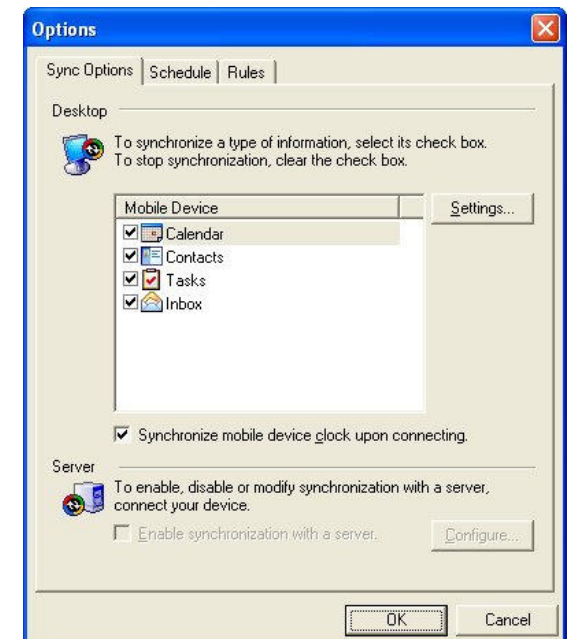 Options
Sync Options
Schedule
Rules
Desktop
To synchronize a type of information, select its check box.
To stop synchronization, clear the check box.
Mobile Device
Settings...
Calendar
Contacts
Tasks
Inbox
Synchronize mobile device clock upon connecting.
Server
To enable, disable or modify synchronization with a server,
connect your device.
Enable synchronization with a server.
Configure...
OK
Cancel